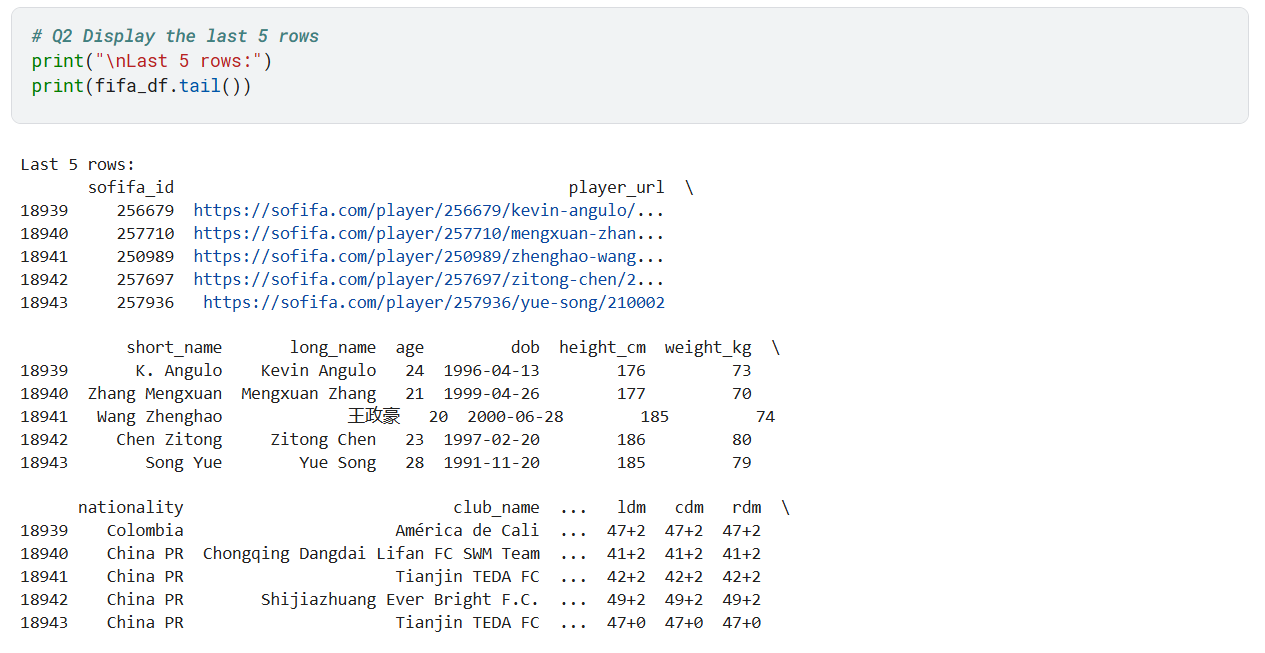 # Q2 Display the last 5 rows
print("\nLast 5 rows:")
print(fifa_df.tail())
Last 5 rows:
       sofifa_id                                         player_url  \
18939     256679  https://sofifa.com/player/256679/kevin-angulo/...
18940     257710  https://sofifa.com/player/257710/mengxuan-zhan...
18941     250989  https://sofifa.com/player/250989/zhenghao-wang...
18942     257697  https://sofifa.com/player/257697/zitong-chen/2...
18943     257936   https://sofifa.com/player/257936/yue-song/210002
           short_name       long_name  age         dob  height_cm  weight_kg  \
18939       K. Angulo    Kevin Angulo   24  1996-04-13        176         73
18940  Zhang Mengxuan  Mengxuan Zhang   21  1999-04-26        177         70
18941   Wang Zhenghao             王政豪   20  2000-06-28        185         74
18942     Chen Zitong     Zitong Chen   23  1997-02-20        186         80
18943        Song Yue        Yue Song   28  1991-11-20        185         79
      nationality                            club_name  ...   ldm   cdm   rdm  \
18939    Colombia                      América de Cali  ...  47+2  47+2  47+2
18940    China PR  Chongqing Dangdai Lifan FC SWM Team  ...  41+2  41+2  41+2
18941    China PR                      Tianjin TEDA FC  ...  42+2  42+2  42+2
18942    China PR        Shijiazhuang Ever Bright F.C.  ...  49+2  49+2  49+2
18943    China PR                      Tianjin TEDA FC  ...  47+0  47+0  47+0